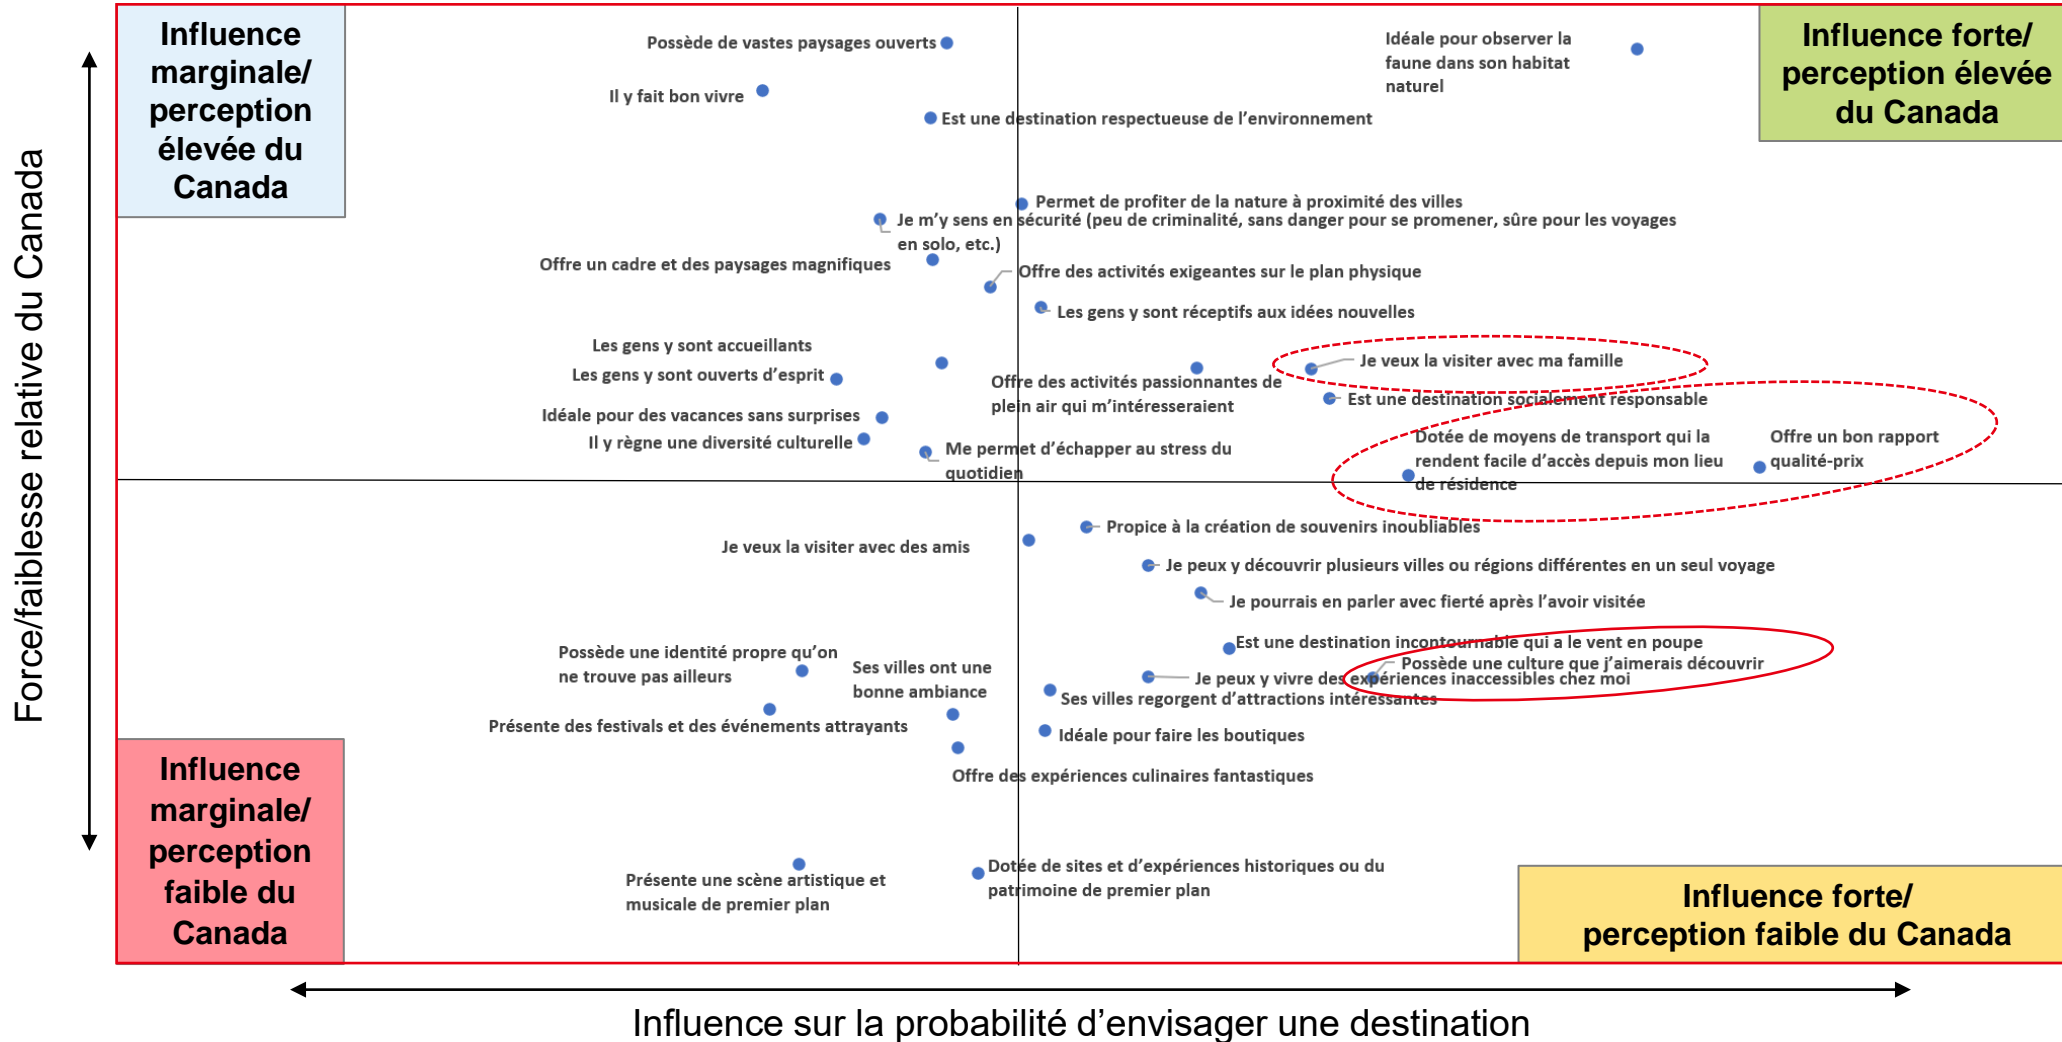 Influence
marginale/
perception
élevée du
Canada
Influence forte/
perception élevée
du Canada
Possède de vastes paysages ouverts
Idéale pour observer la
faune dans son habitat
naturel
Il y fait bon vivre
Est une destination respectueuse de l’environnement
Permet de profiter de la nature à proximité des villes
Je m’y sens en sécurité (peu de criminalité, sans danger pour se promener, sûre pour les voyages
en solo, etc.)
Offre un cadre et des paysages magnifiques
Offre des activités exigeantes sur le plan physique
Les gens y sont réceptifs aux idées nouvelles
Les gens y sont accueillants
Je veux la visiter avec ma famille
Les gens y sont ouverts d’esprit
Offre des activités passionnantes de
plein air qui m’intéresseraient
Est une destination socialement responsable
Idéale pour des vacances sans surprises
Il y règne une diversité culturelle
Me permet d’échapper au stress du
quotidien
Dotée de moyens de transport qui la
rendent facile d’accès depuis mon lieu
de résidence
Offre un bon rapport
qualité-prix
Propice à la création de souvenirs inoubliables
Je veux la visiter avec des amis
Je peux y découvrir plusieurs villes ou régions différentes en un seul voyage
Je pourrais en parler avec fierté après l’avoir visitée
Est une destination incontournable qui a le vent en poupe
Possède une culture que j’aimerais découvrir
Je peux y vivre des expériences inaccessibles chez moi
Possède une identité propre qu’on
ne trouve pas ailleurs
Ses villes ont une
bonne ambiance
Ses villes regorgent d’attractions intéressantes
Présente des festivals et des événements attrayants
Idéale pour faire les boutiques
Offre des expériences culinaires fantastiques
Présente une scène artistique et
musicale de premier plan
Dotée de sites et d’expériences historiques ou du
patrimoine de premier plan
Influence
marginale/
perception
faible du
Canada
Influence forte/
perception faible du Canada
Force/faiblesse relative du Canada
Influence sur la probabilité d’envisager une destination